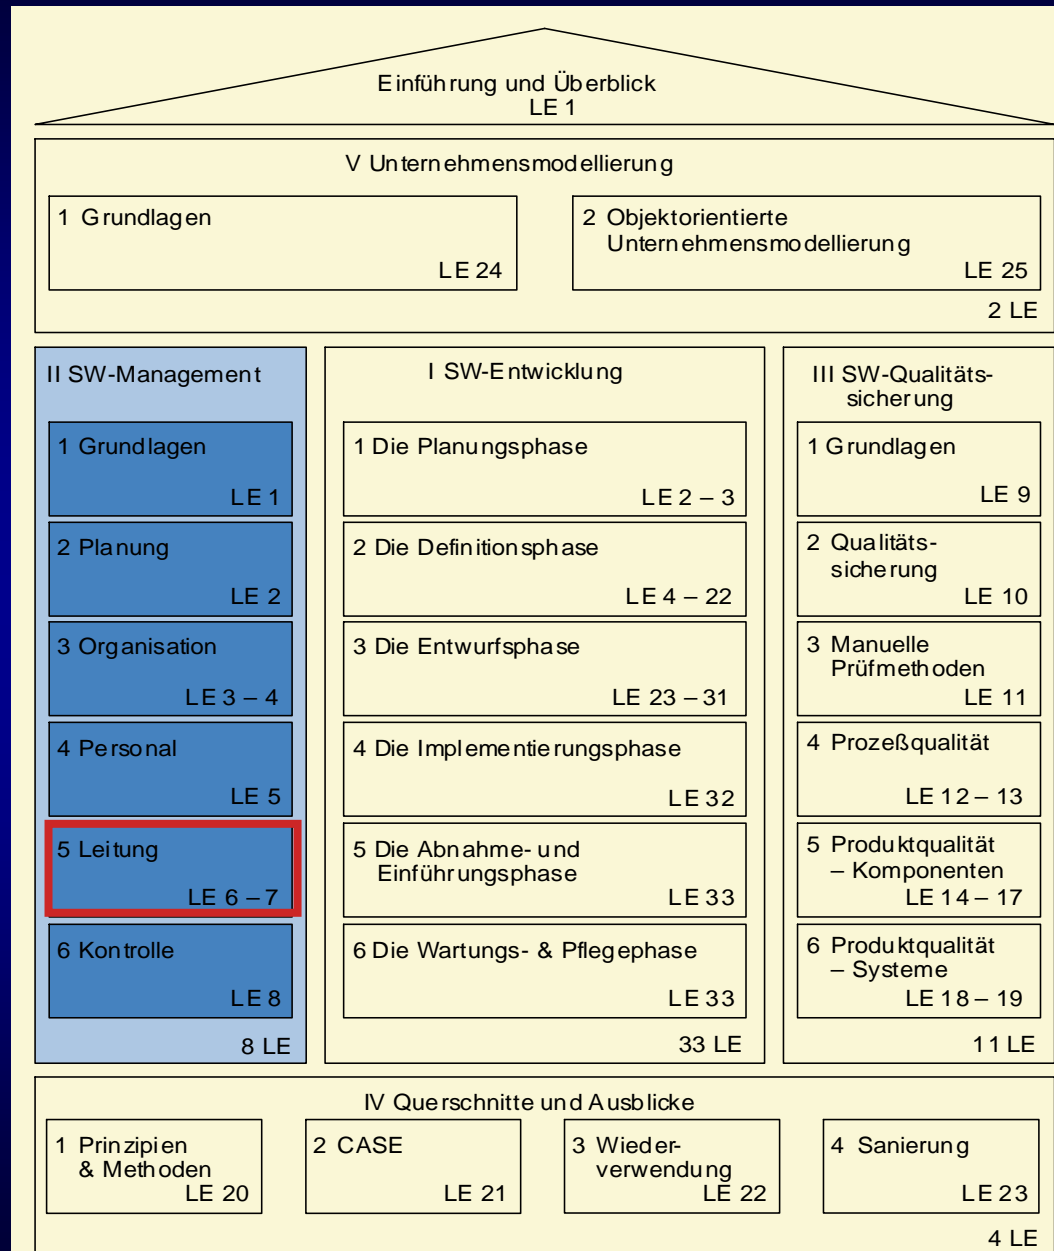 Einführung und Überblick
LE 1
V Unternehmensmodellierung
1 Grundlagen
LE 24
2 Objektorientierte
Unternehmensmodellierung
LE 25
2 LE
II SW-Management
1 Grundlagen
LE 1
2 Planung
LE 2
3 Organisation
LE 3 – 4
4 Personal
LE 5
5 Leitung
LE 6 – 7
6 Kontrolle
LE 8
8 LE
I SW-Entwicklung
1 Die Planungsphase
LE 2 – 3
2 Die Definitionsphase
LE 4 – 22
3 Die Entwurfsphase
LE 23 – 31
4 Die Implementierungsphase
LE 32
5 Die Abnahme- und
Einführungsphase
LE 33
6 Die Wartungs- & Pflegephase
LE 33
33 LE
III SW-Qualitäts-
sicherung
1 Grundlagen
LE 9
2 Qualitäts-
sicherung
LE 10
3 Manuelle
Prüfmethoden
LE 11
4 Prozeßqualität
LE 12 – 13
5 Produktqualität
– Komponenten
LE 14 – 17
6 Produktqualität
– Systeme
LE 18 – 19
11 LE
IV Querschnitte und Ausblicke
1 Prinzipien
& Methoden
LE 20
2 CASE
LE 21
3 Wieder-
verwendung
LE 22
4 Sanierung
LE 23
4 LE